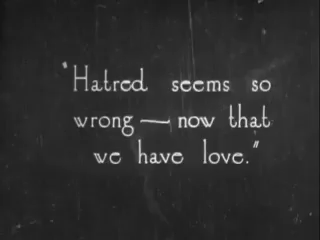 "Hatred seems so
wrong — now that
we have love."